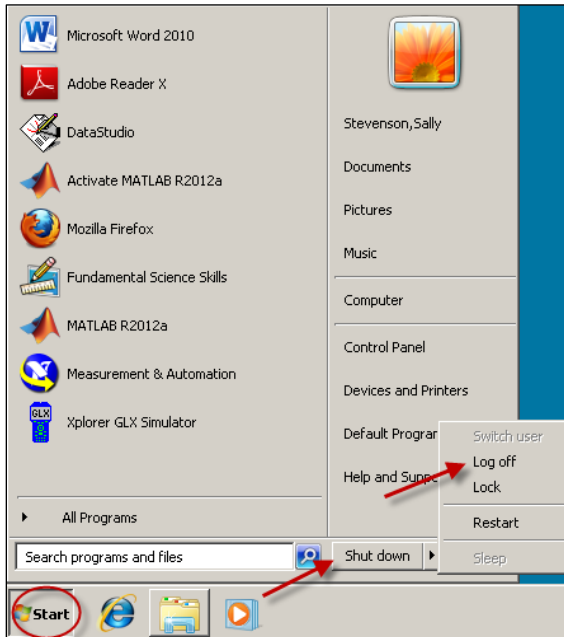 Microsoft Word 2010
Adobe Reader X
DataStudio
Activate MATLAB R2012a
Mozilla Firefox
Fundamental Science Skills
MATLAB R2012a
Measurement & Automation
GLX
Xplorer GLX Simulator
All Programs
Search programs and files
Stevenson,Sally
Documents
Pictures
Music
Computer
Control Panel
Devices and Printers
Default Progra
Help and Suppo
Shut down
Switch user
Log off
Lock
Restart
Sleep
Start